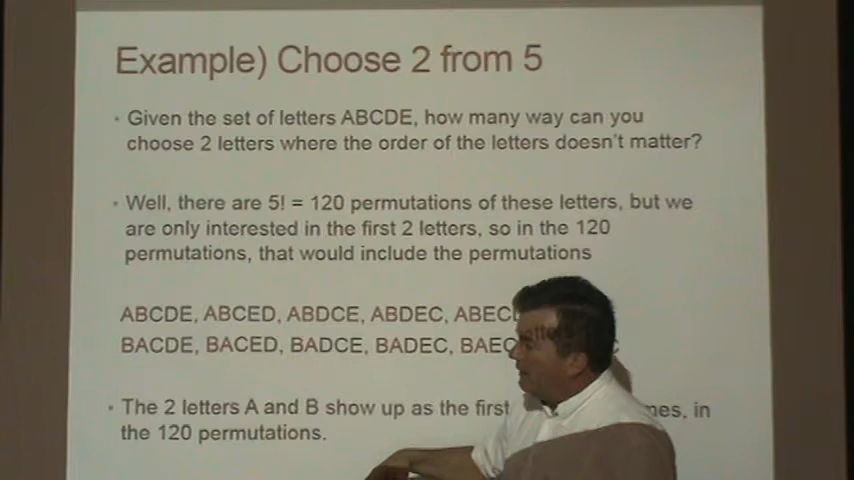 Example) Choose 2 from 5
· Given the set of letters ABCDE, how many way can you
choose 2 letters where the order of the letters doesn't matter?
· Well, there are 5! = 120 permutations of these letters, but we
are only interested in the first 2 letters, so in the 120
permutations, that would include the permutations
ABCDE, ABCED, ABDCE, ABDEC,
BACDE, BACED, BADCE, BADEC,
· The 2 letters A and B show up as the first in
the 120 permutations.